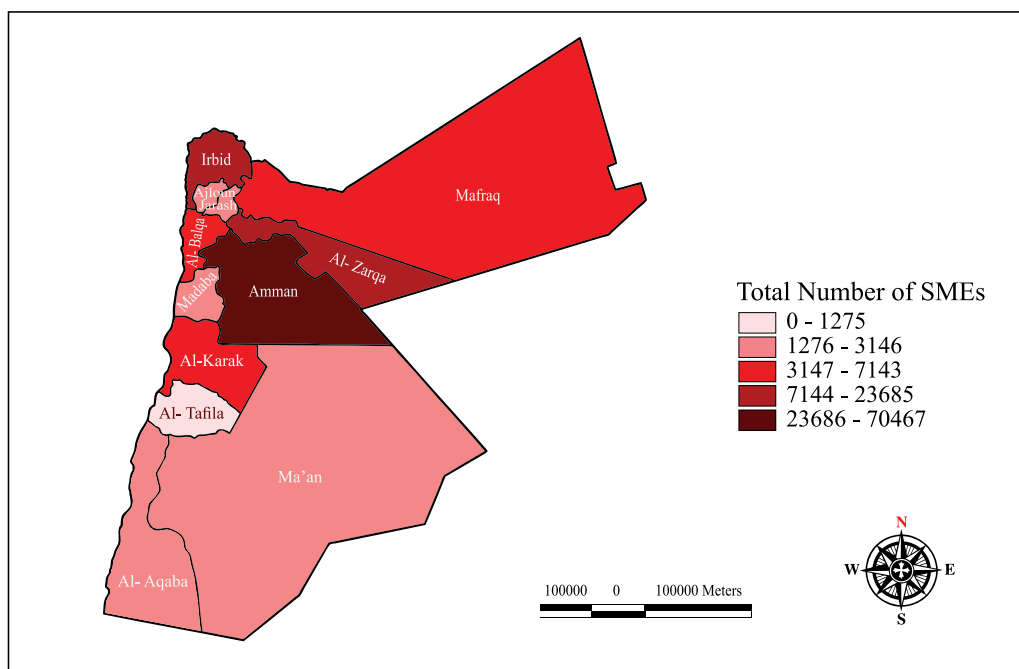 Irbid
Ajloun
Jarash
Mafraq
Al- Balqa
Al- Zarqa
Madaba
Amman
Al-Karak
Al- Tafila
Ma'an
Al- Aqaba
Total Number of SMEs
0 - 1275
1276 - 3146
3147 - 7143
7144 - 23685
23686 - 70467
100000 0 100000 Meters
N
W E
S